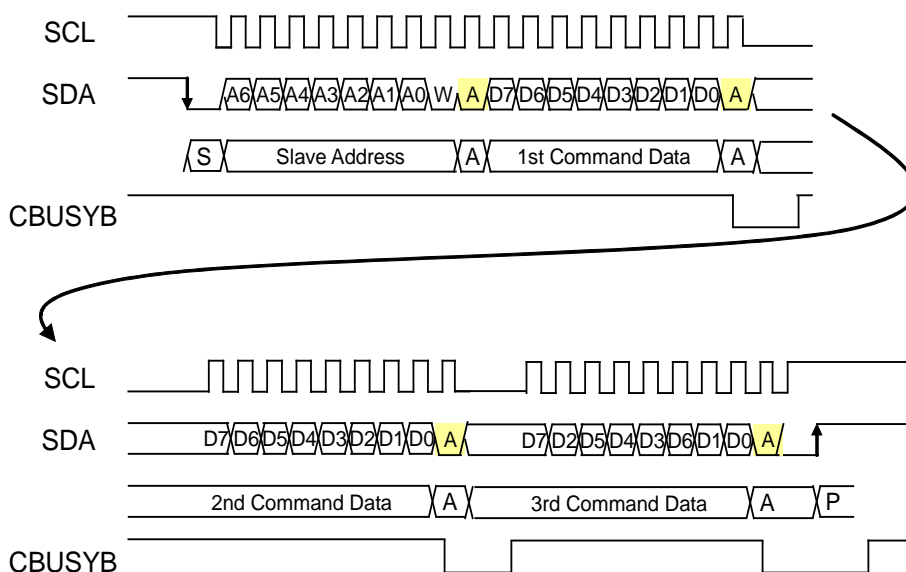 SCL
SDA A6 A5 A4 A3 A2 A1 A0 W A D7 D6 D5 D4 D3 D2 D1 D0 A
S Slave Address A 1st Command Data A
CBUSYB
SCL
SDA D7 D6 D5 D4 D3 D2 D1 D0 A D7 D2 D5 D4 D3 D6 D1 D0 A
2nd Command Data A 3rd Command Data A P
CBUSYB